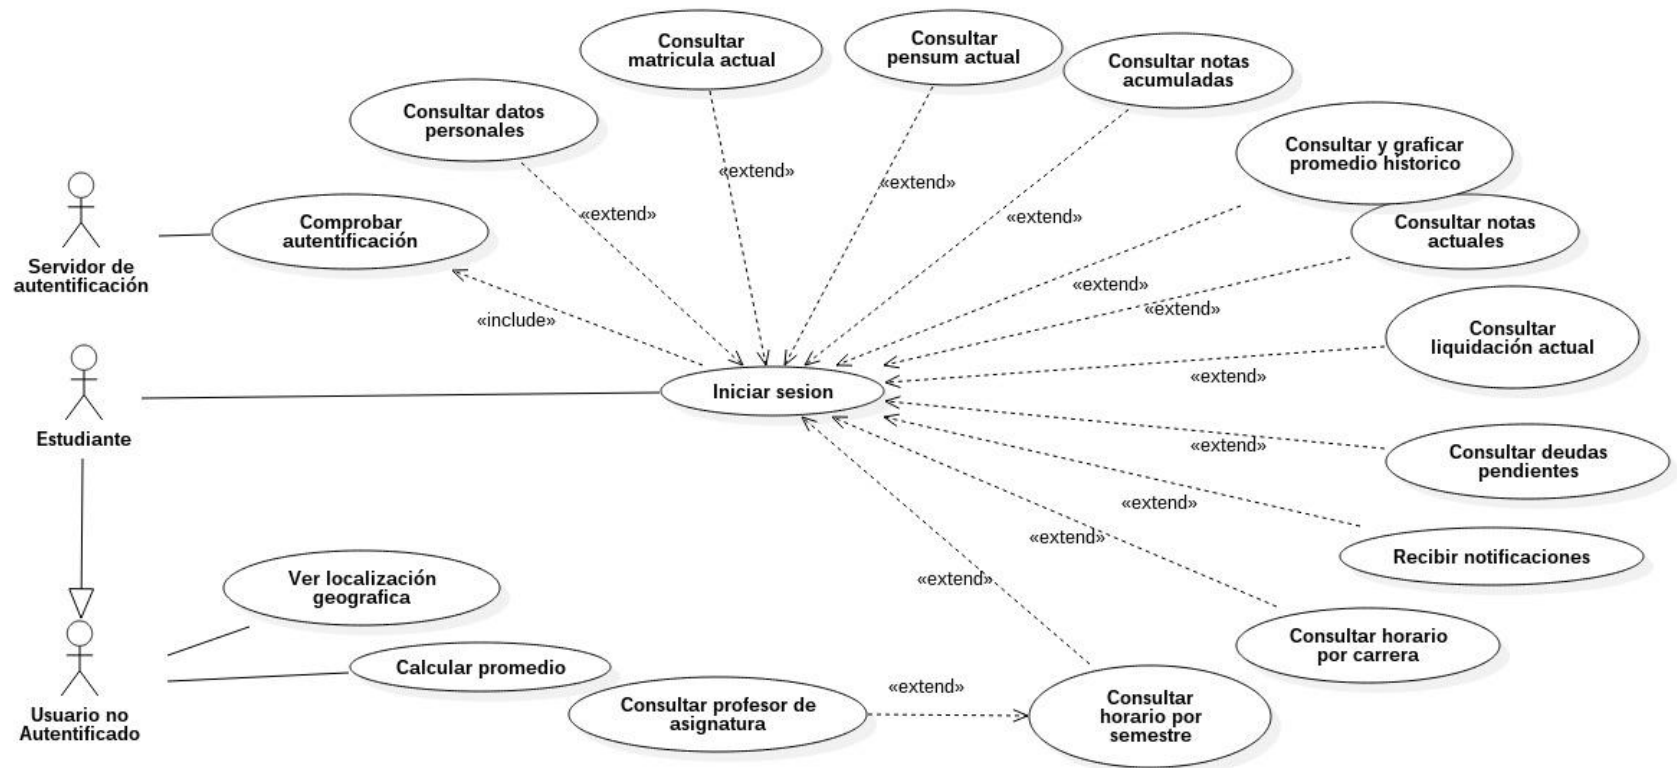 Consultar
matricula actual
Consultar
pensum actual
Consultar notas
acumuladas
Consultar datos
personales
Consultar y graficar
promedio hístorico
«extend»
«extend»
«extend»
«extend»
Comprobar
autentificación
Consultar notas
actuales
Servidor de
autentificación
«extend»
«extend»
«include»
Consultar
liquidación actual
«extend»
Iniciar sesion
Estudiante
«extend»
Consultar deudas
pendientes
«extend»
«extend»
Recibir notificaciones
«extend»
Ver localización
geografica
Consultar horario
por carrera
Calcular promedio
«extend»
Consultar profesor de
asignatura
Consultar
horario por
semestre
Usuario no
Autentificado